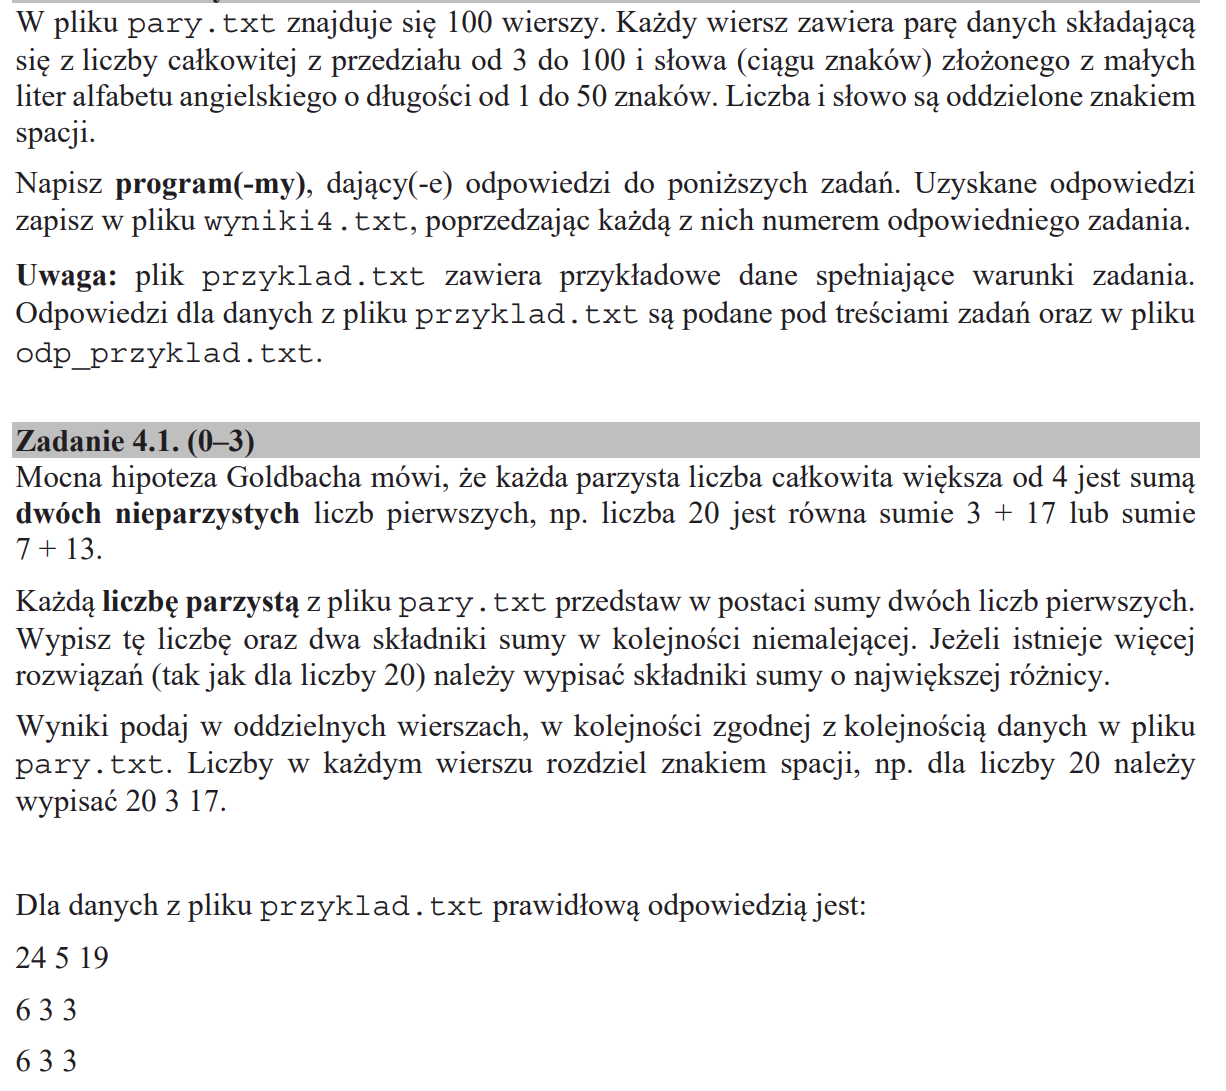 W pliku pary.txt znajduje się 100 wierszy. Każdy wiersz zawiera parę danych składającą
się z liczby całkowitej z przedziału od 3 do 100 i słowa (ciągu znaków) złożonego z małych
liter alfabetu angielskiego o długości od 1 do 50 znaków. Liczba i słowo są oddzielone znakiem
spacji.
Napisz program(-my), dający(-e) odpowiedzi do poniższych zadań. Uzyskane odpowiedzi
zapisz w pliku wyniki4.txt, poprzedzając każdą z nich numerem odpowiedniego zadania.
Uwaga: plik przyklad.txt zawiera przykładowe dane spełniające warunki zadania.
Odpowiedzi dla danych z pliku przyklad.txt są podane pod treściami zadań oraz w pliku
odp_przyklad.txt.
Zadanie 4.1. (0–3)
Mocna hipoteza Goldbacha mówi, że każda parzysta liczba całkowita większa od 4 jest sumą
dwóch nieparzystych liczb pierwszych, np. liczba 20 jest równa sumie 3 + 17 lub sumie
7 + 13.
Każdą liczbę parzystą z pliku pary.txt przedstaw w postaci sumy dwóch liczb pierwszych.
Wypisz tę liczbę oraz dwa składniki sumy w kolejności niemalejącej. Jeżeli istnieje więcej
rozwiązań (tak jak dla liczby 20) należy wypisać składniki sumy o największej różnicy.
Wyniki podaj w oddzielnych wierszach, w kolejności zgodnej z kolejnością danych w pliku
pary.txt. Liczby w każdym wierszu rozdziel znakiem spacji, np. dla liczby 20 należy
wypisać 20 3 17.
Dla danych z pliku przyklad.txt prawidłową odpowiedzią jest:
24 5 19
6 3 3
6 3 3